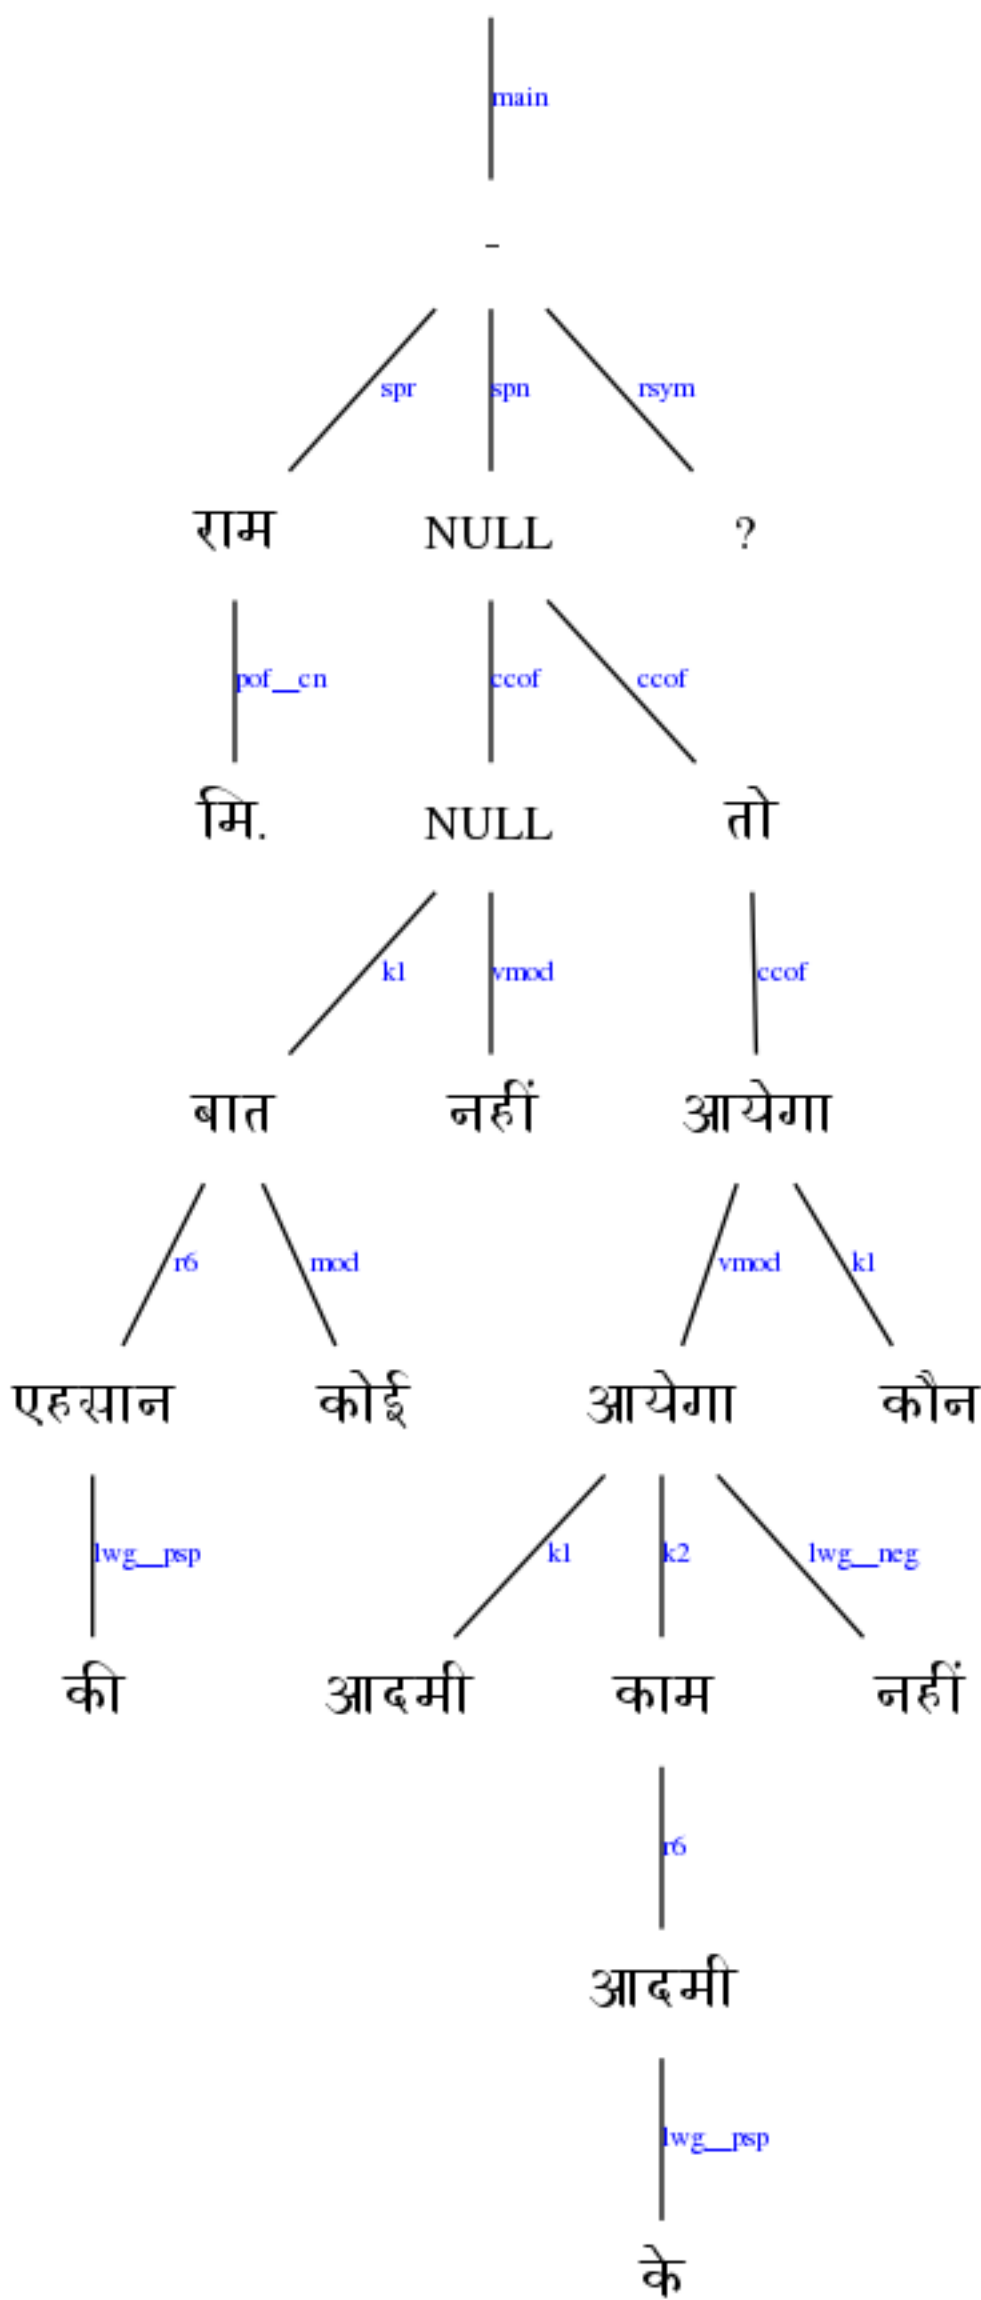 main
-
spr spn rsym
राम NULL ?
pof__cn ccof ccof
मि. NULL तो
k1 vmod ccof
बात नहीं आयेगा
r6 mod vmod k1
एहसान कोई आयेगा कौन
lwg__psp k1 k2 lwg__neg
की आदमी काम नहीं
r6
आदमी
lwg__psp
के